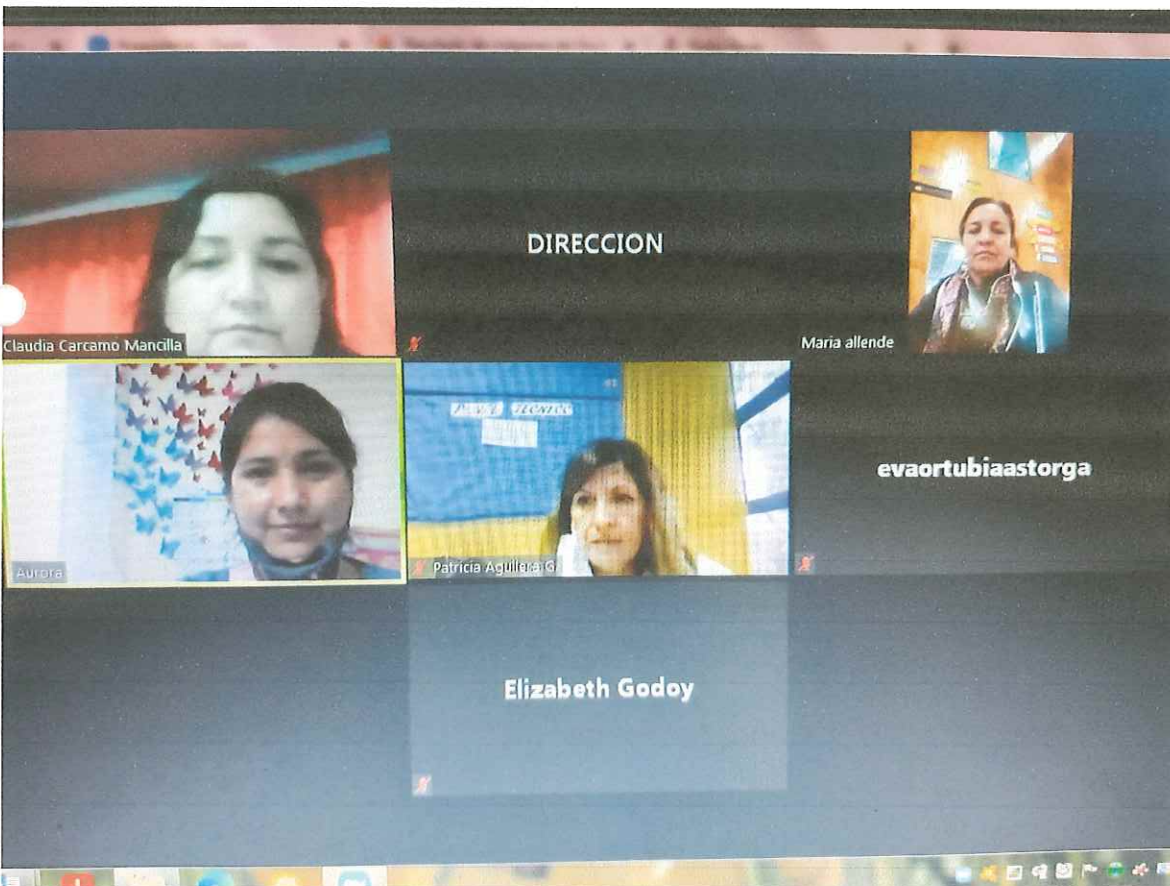 Claudia Carcamo Mancilla
DIRECCION
Maria allende
Aurora
Patricia Aguilera G
evaortubiaastorga
Elizabeth Godoy